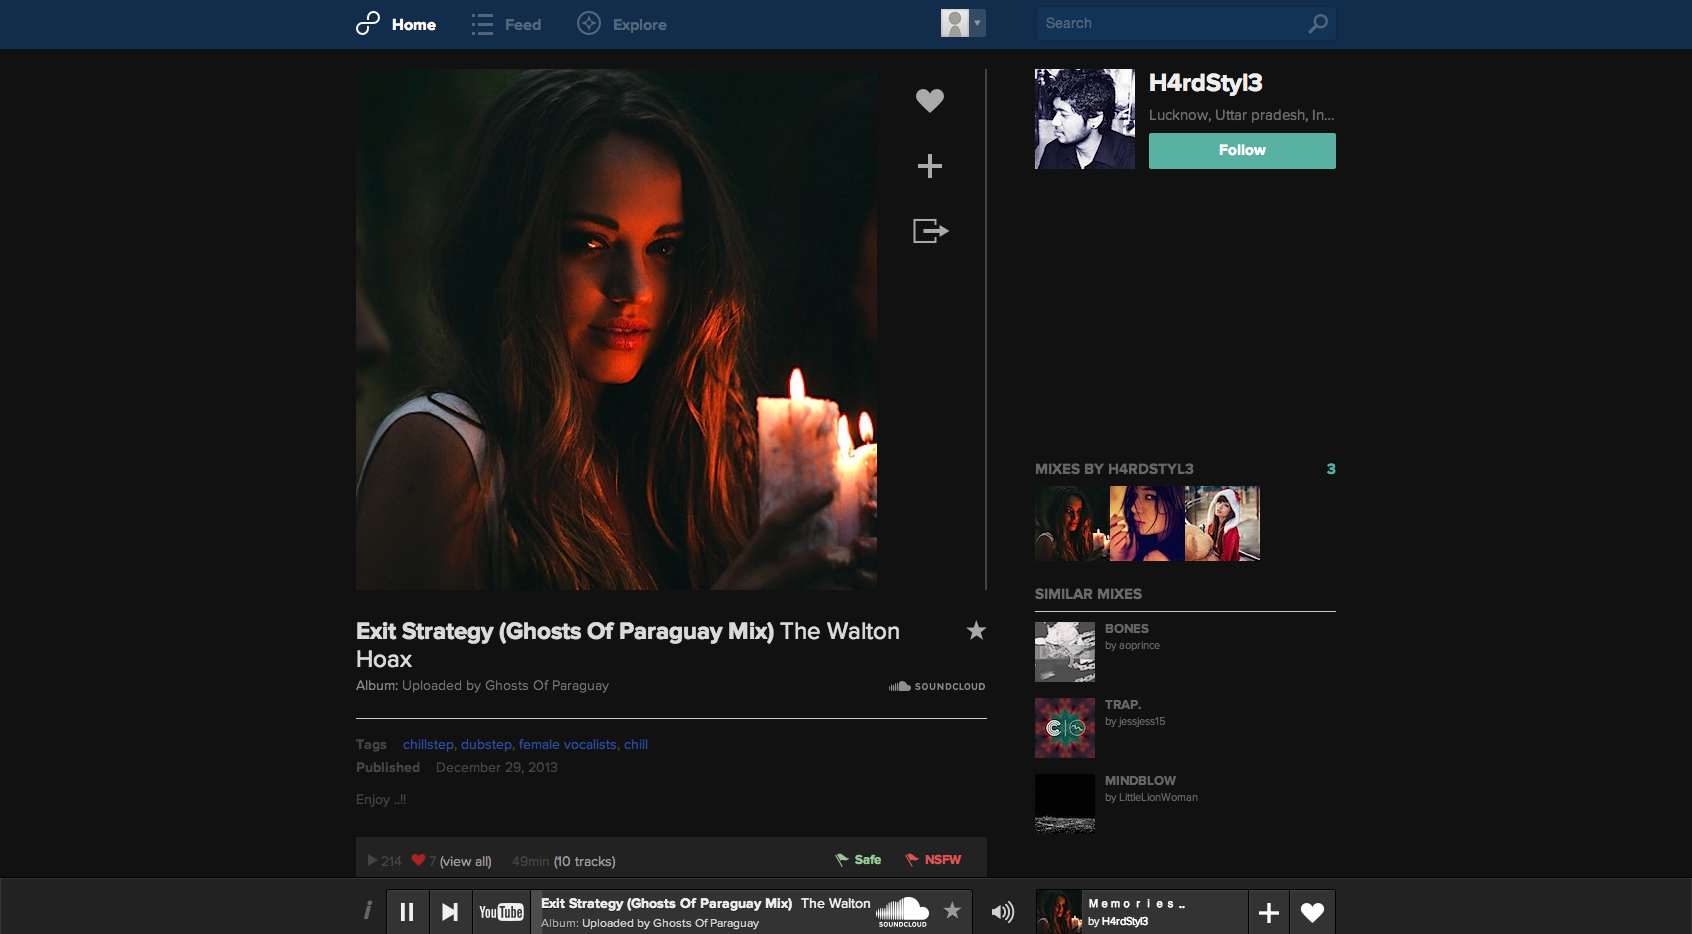 Home
Feed
Explore
Search
H4rdStyl3
Lucknow, Uttar pradesh, In...
Follow
MIXES BY H4RDSTYL3 3
SIMILAR MIXES
BONES
by aoprince
TRAP.
by jessjess15
MINDBLOW
by LittleLionWoman
Exit Strategy (Ghosts Of Paraguay Mix) The Walton
Hoax
Album: Uploaded by Ghosts Of Paraguay
SOUNDCLOUD
Tags chillstep, dubstep, female vocalists, chill
Published December 29, 2013
Enjoy ..!!
214 7 (view all) 49min (10 tracks)
Safe NSFW
i
YouTube
Exit Strategy (Ghosts Of Paraguay Mix) The Walton
Album: Uploaded by Ghosts Of Paraguay
SOUNDCLOUD
Memories ..
by H4rdStyl3